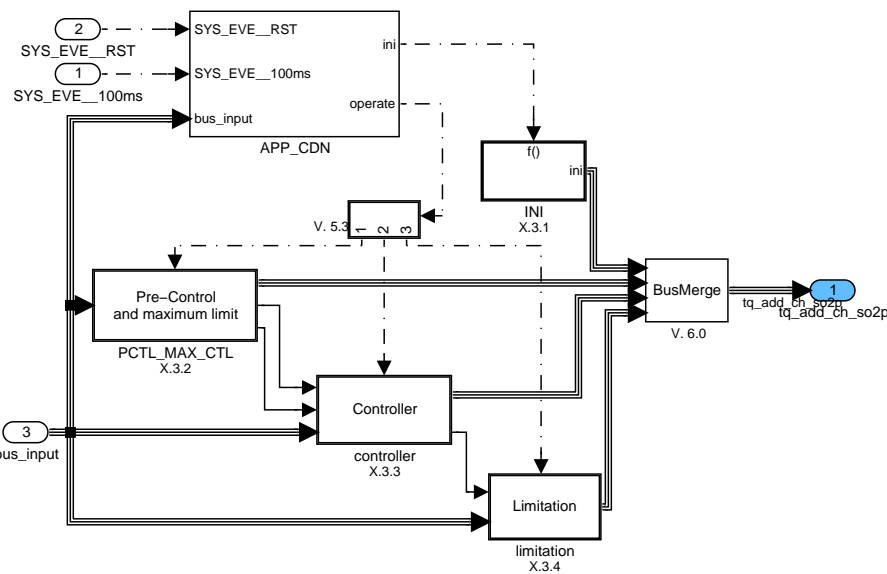 2
SYS_EVE__RST
1
SYS_EVE__100ms
SYS_EVE__RST
SYS_EVE__100ms
bus_input
ini
operate
APP_CDN
f()
ini
INI
X.3.1
V. 5.3
1
2
3
Pre−Control
and maximum limit
PCTL_MAX_CTL
X.3.2
BusMerge
V. 6.0
1
tq_add_ch_so2p
tq_add_ch_so2p
Controller
controller
X.3.3
3
bus_input
Limitation
limitation
X.3.4